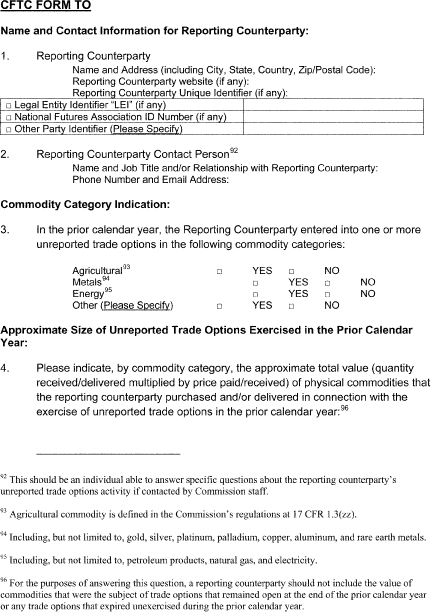 CFTC FORM TO
Name and Contact Information for Reporting Counterparty:
1. Reporting Counterparty
Name and Address (including City, State, Country, Zip/Postal Code):
Reporting Counterparty website (if any):
Reporting Counterparty Unique Identifier (if any):
□ Legal Entity Identifier "LEI" (if any)
□ National Futures Association ID Number (if any)
□ Other Party Identifier (Please Specify)
2. Reporting Counterparty Contact Person92
Name and Job Title and/or Relationship with Reporting Counterparty:
Phone Number and Email Address:
Commodity Category Indication:
3. In the prior calendar year, the Reporting Counterparty entered into one or more
unreported trade options in the following commodity categories:
Agricultural93 □ YES □ NO
Metals94 □ YES □ NO
Energy95 □ YES □ NO
Other (Please Specify) □ YES □ NO
Approximate Size of Unreported Trade Options Exercised in the Prior Calendar
Year:
4. Please indicate, by commodity category, the approximate total value (quantity
received/delivered multiplied by price paid/received) of physical commodities that
the reporting counterparty purchased and/or delivered in connection with the
exercise of unreported trade options in the prior calendar year:96
92 This should be an individual able to answer specific questions about the reporting counterparty's
unreported trade options activity if contacted by Commission staff.
93 Agricultural commodity is defined in the Commission's regulations at 17 CFR 1.3(zz).
94 Including, but not limited to, gold, silver, platinum, palladium, copper, aluminum, and rare earth metals.
95 Including, but not limited to, petroleum products, natural gas, and electricity.
96 For the purposes of answering this question, a reporting counterparty should not include the value of
commodities that were the subject of trade options that remained open at the end of the prior calendar year
or any trade options that expired unexercised during the prior calendar year.